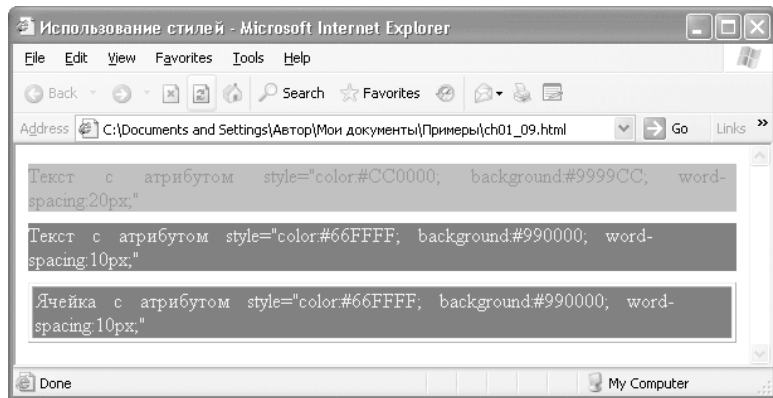 Использование стилей - Microsoft Internet Explorer
File Edit View Favorites Tools Help
Back Search Favorites
Address C:\Documents and Settings\Автор\Мои документы\Примеры\ch01_09.html Go Links »
Текст с атрибутом style="color:#CC0000; background:#9999CC; word-
spacing:20px;"
Текст с атрибутом style="color:#66FFFF; background:#990000; word-
spacing:10px;"
Ячейка с атрибутом style="color:#66FFFF; background:#990000; word-
spacing:10px;"
Done My Computer